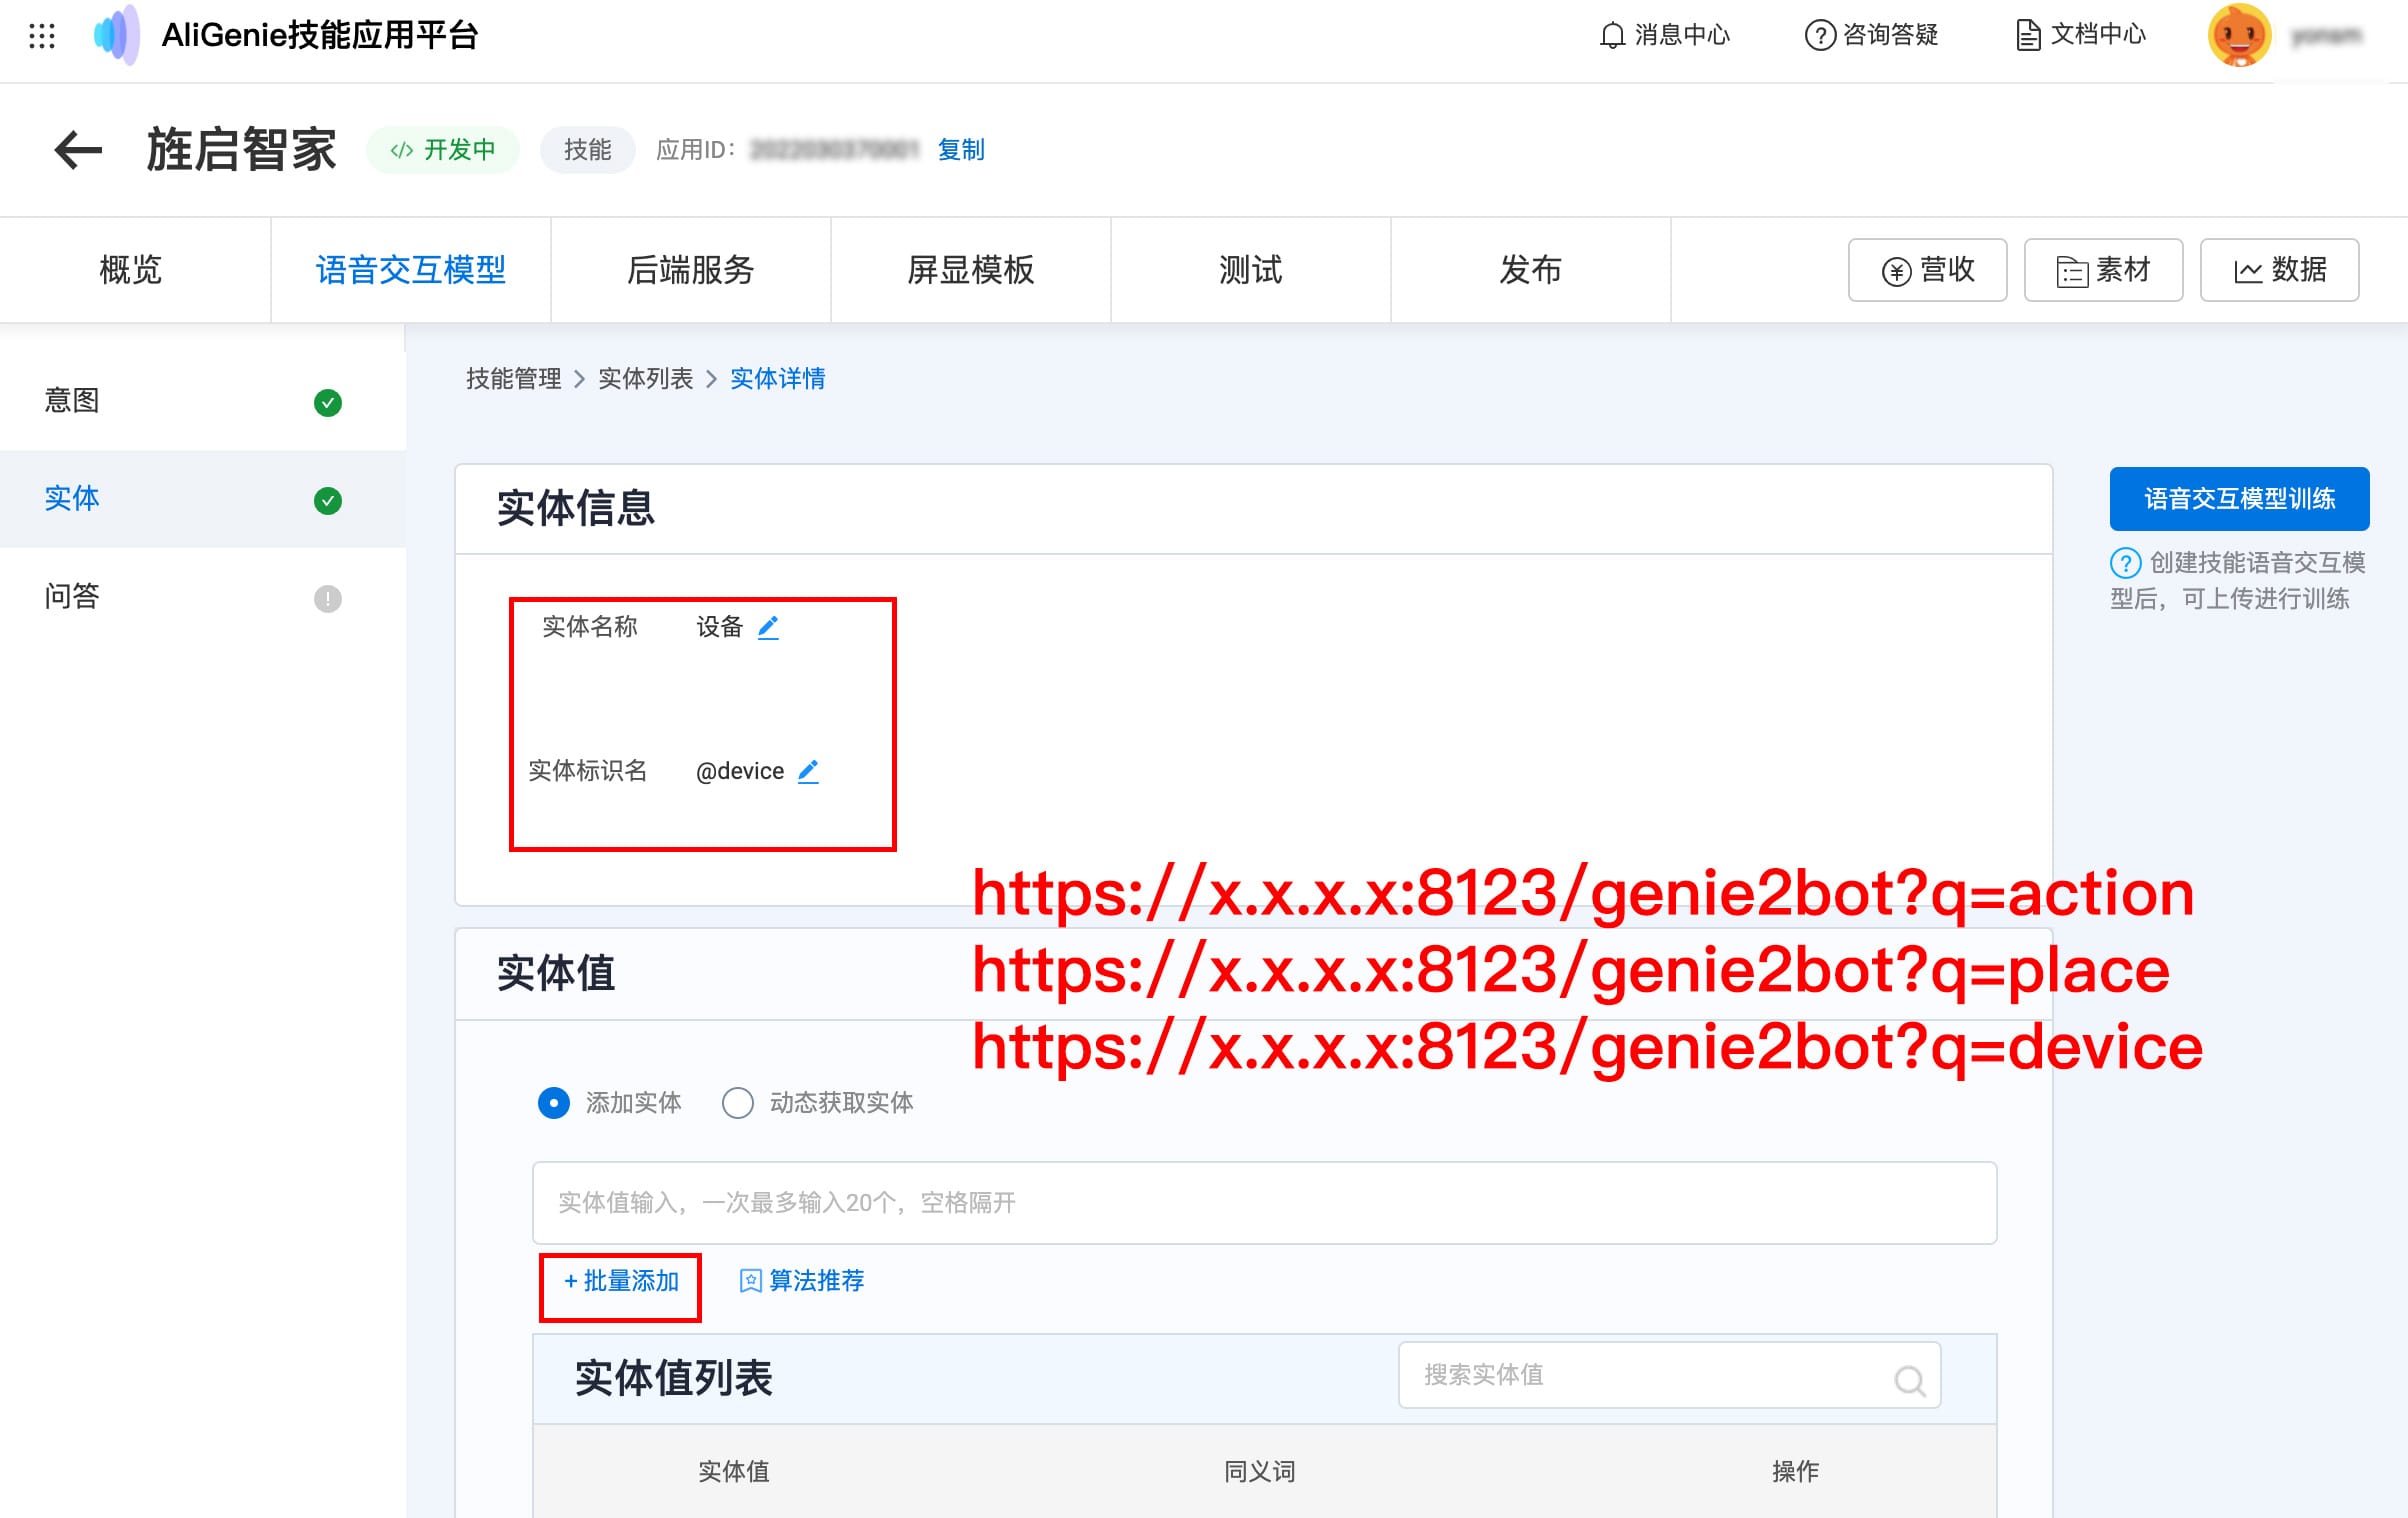 AliGenie技能应用平台
消息中心
咨询答疑
文档中心
旌启智家
</> 开发中
技能
应用ID：
复制
概览
语音交互模型
后端服务
屏显模板
测试
发布
营收
素材
数据
意图
实体
问答
技能管理 > 实体列表 > 实体详情
实体信息
语音交互模型训练
创建技能语音交互模
型后，可上传进行训练
实体名称 设备
实体标识名 @device
https://x.x.x.x:8123/genie2bot?q=action
https://x.x.x.x:8123/genie2bot?q=place
https://x.x.x.x:8123/genie2bot?q=device
实体值
添加实体
动态获取实体
实体值输入，一次最多输入20个，空格隔开
+ 批量添加
算法推荐
实体值列表
搜索实体值
实体值
同义词
操作